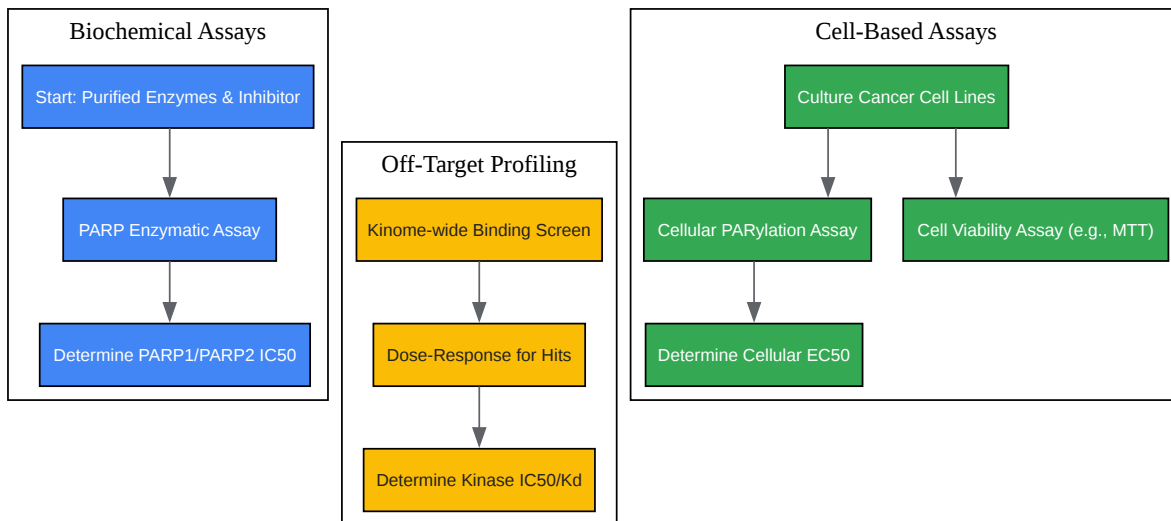 Biochemical Assays
Start: Purified Enzymes & Inhibitor
PARP Enzymatic Assay
Determine PARP1/PARP2 IC50
Off-Target Profiling
Kinome-wide Binding Screen
Dose-Response for Hits
Determine Kinase IC50/Kd
Cell-Based Assays
Culture Cancer Cell Lines
Cellular PARylation Assay
Cell Viability Assay (e.g., MTT)
Determine Cellular EC50